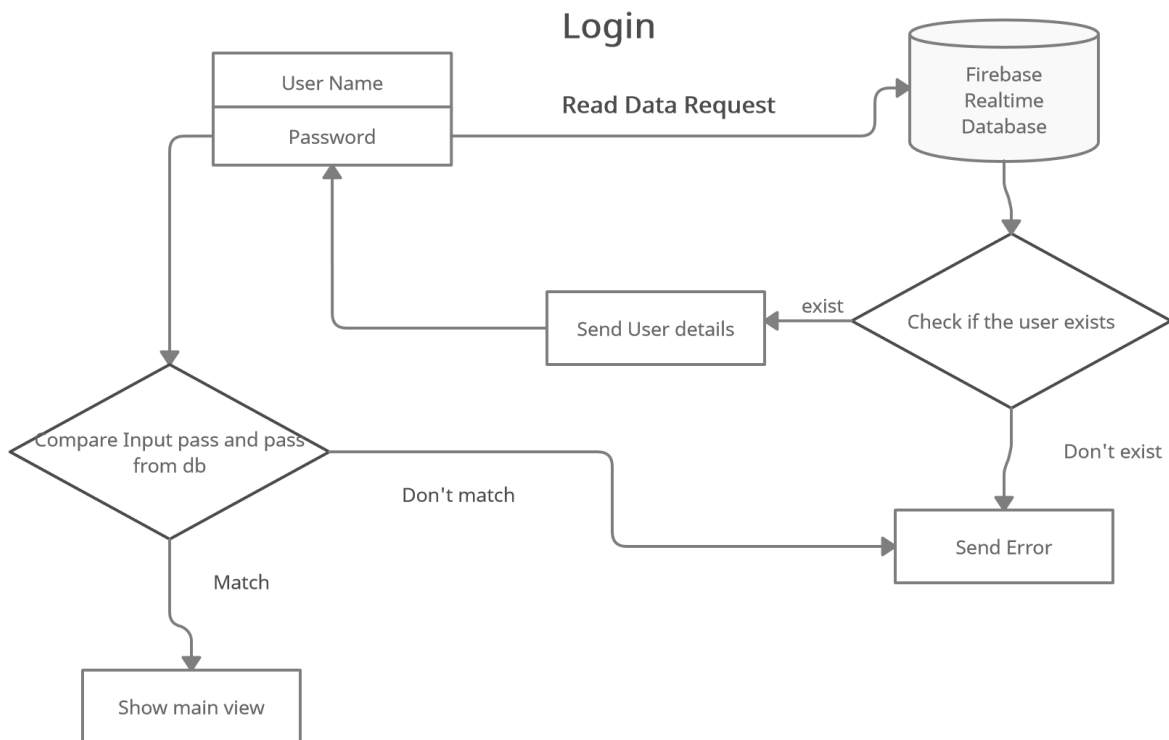 Login
User Name
Password
Read Data Request
Firebase
Realtime
Database
Check if the user exists
exist
Send User details
Don't exist
Compare Input pass and pass
from db
Don't match
Send Error
Match
Show main view